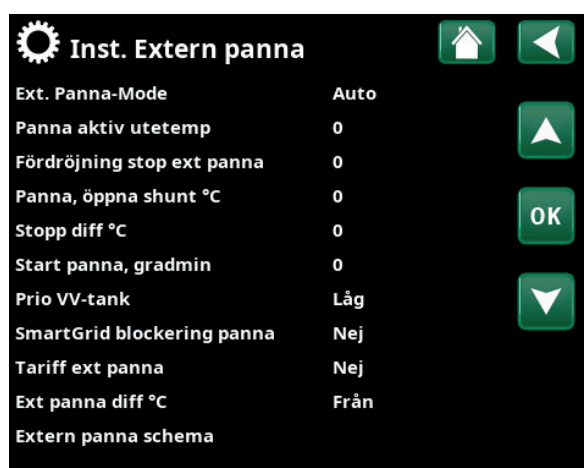 Inst. Extern panna
Ext. Panna-Mode Auto
Panna aktiv utetemp 0
Fördröjning stop ext panna 0
Panna, öppna shunt °C 0
Stopp diff °C 0
OK
Start panna, gradmin 0
Prio VV-tank Låg
SmartGrid blockering panna Nej
Tariff ext panna Nej
Ext panna diff °C Från
Extern panna schema